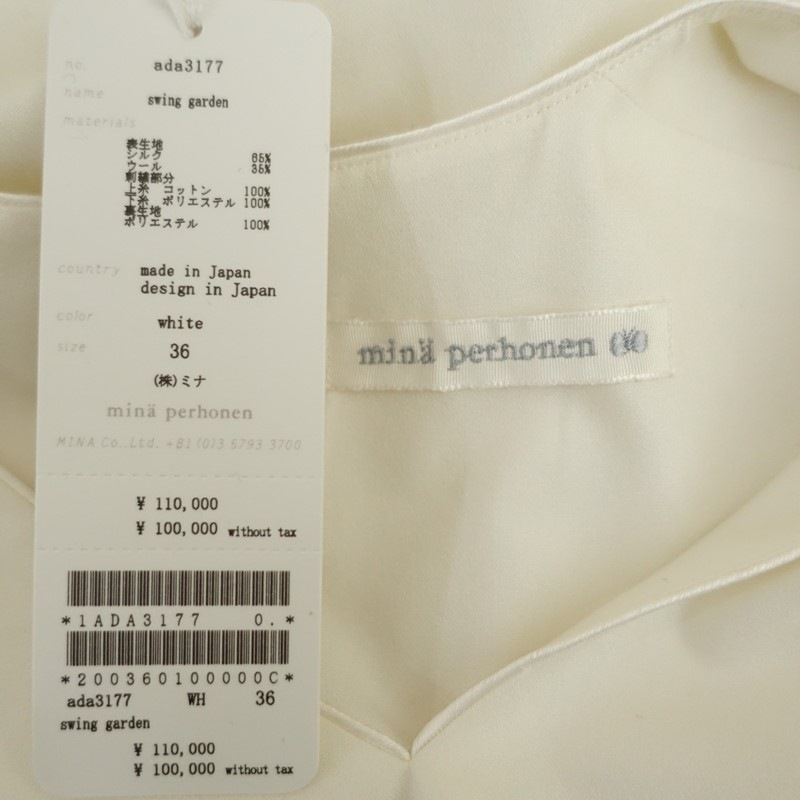 no. ada3177
name swing garden
materials
表生地
シルク 65%
ウール 35%
刺繍部分
上糸 コットン 100%
下糸 ポリエステル 100%
裏生地
ポリエステル 100%
country made in Japan
design in Japan
color white
size 36
(株)ミナ
minä perhonen
MINA Co.,Ltd. +81(0)3 5793 3700
¥ 110,000
¥ 100,000 without tax
*1ADA3177 0.*
*200360100000C*
ada3177 WH 36
swing garden
¥ 110,000
¥ 100,000 without tax
minä perhonen